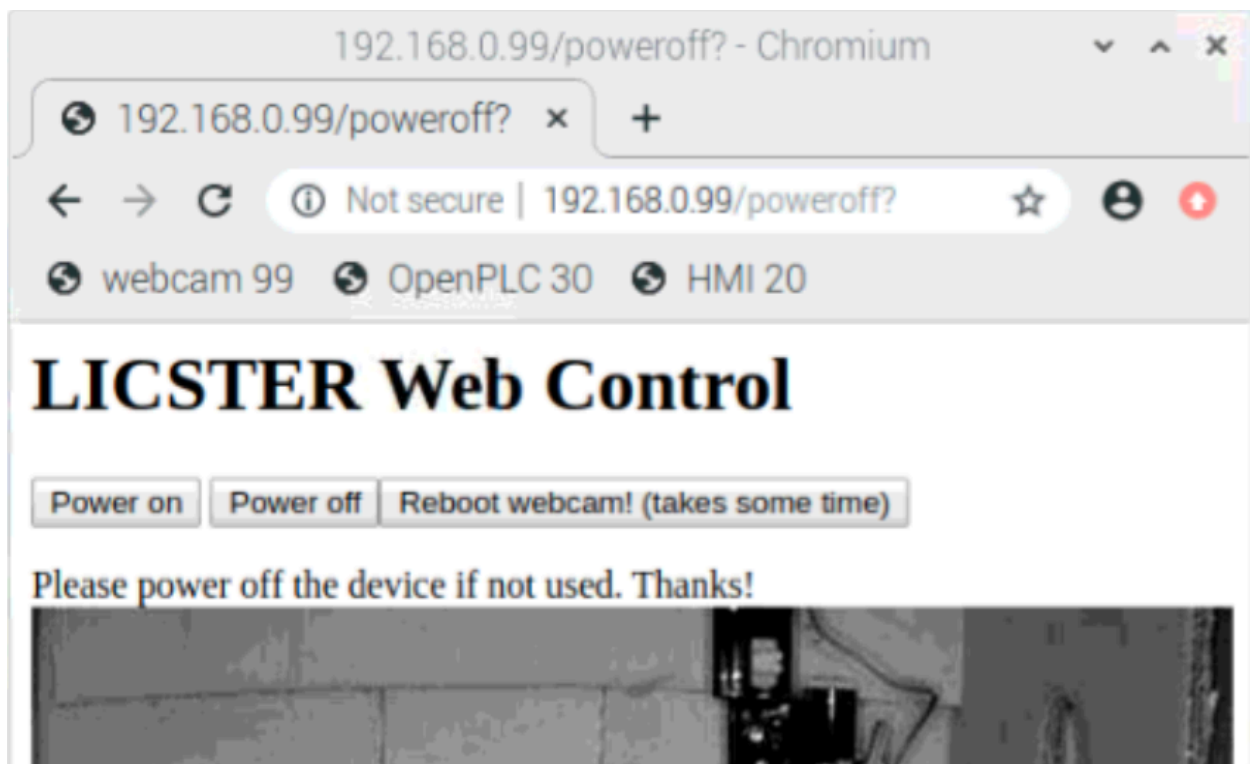 192.168.0.99/poweroff? - Chromium
192.168.0.99/poweroff?
Not secure | 192.168.0.99/poweroff?
webcam 99 OpenPLC 30 HMI 20
LICSTER Web Control
Power on Power off Reboot webcam! (takes some time)
Please power off the device if not used. Thanks!